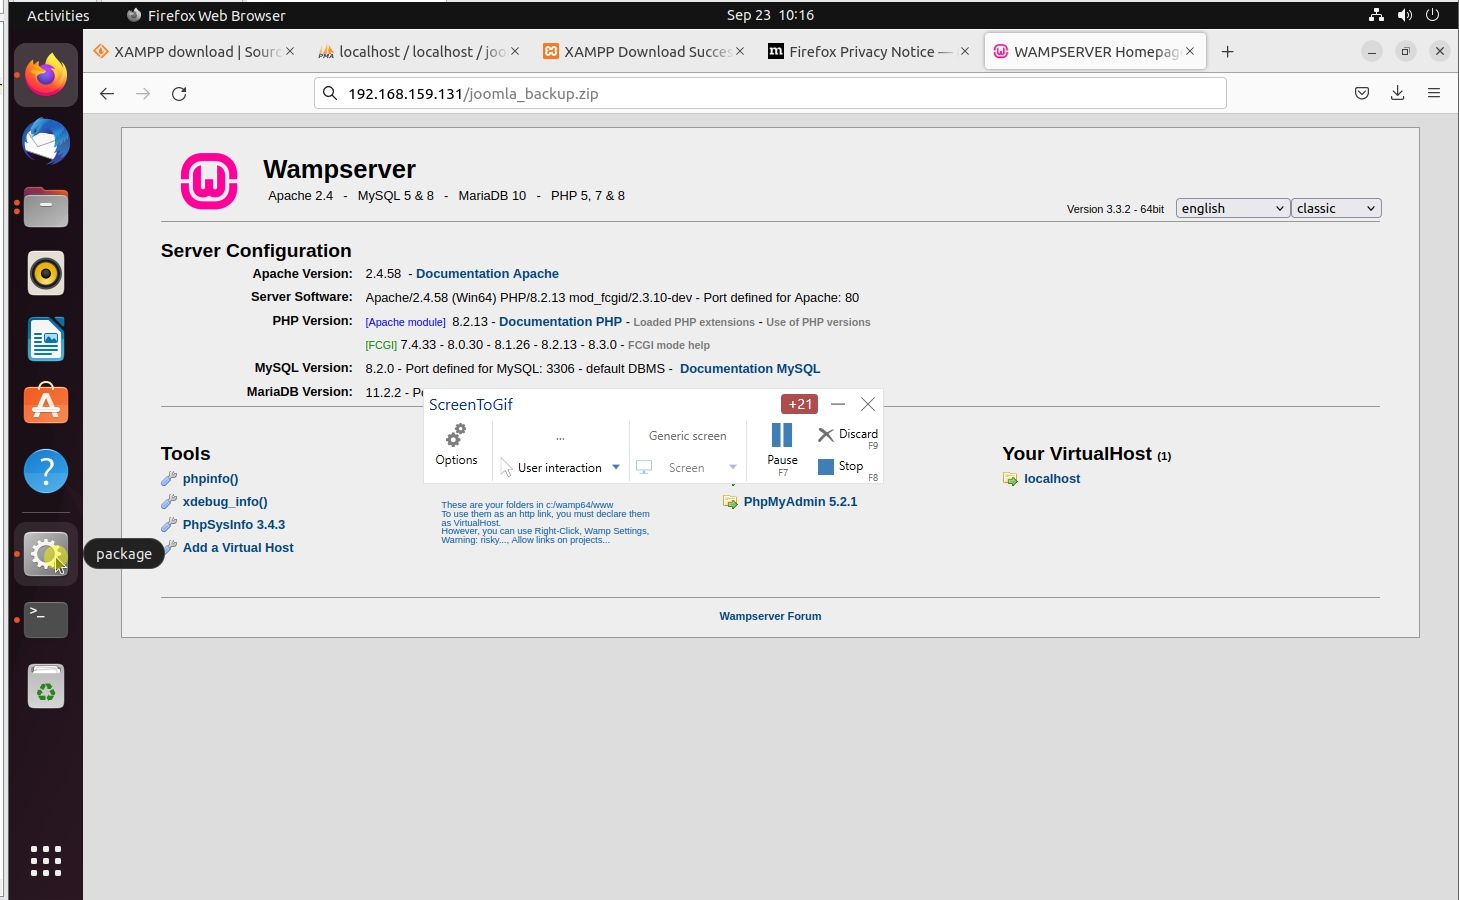 Activities
Firefox Web Browser
Sep 23 10:16
XAMPP download | Sourc
localhost / localhost / joo
XAMPP Download Succes
Firefox Privacy Notice —
WAMPSERVER Homepag
192.168.159.131/joomla_backup.zip
Wampserver
Apache 2.4 - MySQL 5 & 8 - MariaDB 10 - PHP 5, 7 & 8
Version 3.3.2 - 64bit
english
classic
Server Configuration
Apache Version: 2.4.58 - Documentation Apache
Server Software: Apache/2.4.58 (Win64) PHP/8.2.13 mod_fcgid/2.3.10-dev - Port defined for Apache: 80
PHP Version: [Apache module] 8.2.13 - Documentation PHP - Loaded PHP extensions - Use of PHP versions
[FCGI] 7.4.33 - 8.0.30 - 8.1.26 - 8.2.13 - 8.3.0 - FCGI mode help
MySQL Version: 8.2.0 - Port defined for MySQL: 3306 - default DBMS - Documentation MySQL
MariaDB Version: 11.2.2 -
ScreenToGif
+21
Options
...
User interaction
Generic screen
Screen
Pause
F7
Discard
F9
Stop
F8
Tools
phpinfo()
xdebug_info()
PhpSysInfo 3.4.3
Add a Virtual Host
package
These are your folders in c:/wamp64/www
To use them as an http link, you must declare them
as VirtualHost.
However, you can use Right-Click, Wamp Settings,
Warning: risky..., Allow links on projects...
PhpMyAdmin 5.2.1
Your VirtualHost (1)
localhost
Wampserver Forum